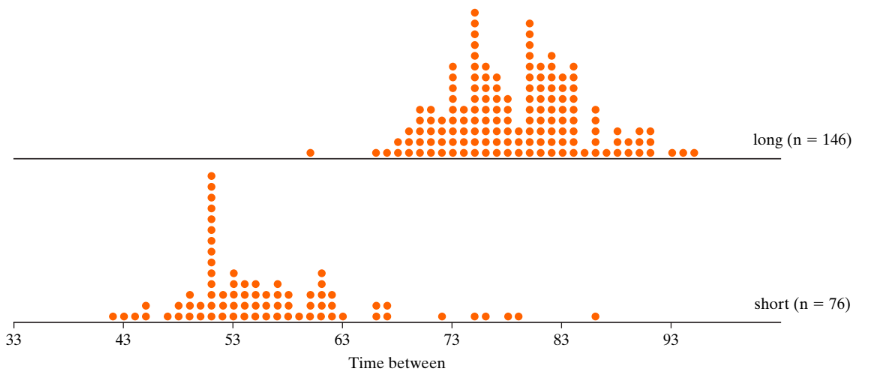 long (n = 146)
short (n = 76)
33 43 53 63 73 83 93
Time between